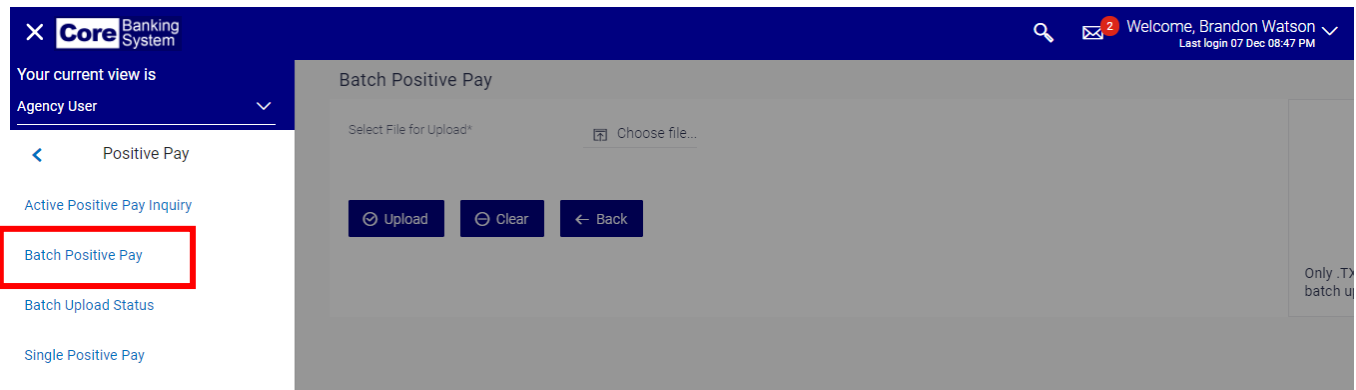 Core Banking System
2
Welcome, Brandon Watson
Last login 07 Dec 08:47 PM
Your current view is
Agency User
Positive Pay
Active Positive Pay Inquiry
Batch Positive Pay
Batch Upload Status
Single Positive Pay
Batch Positive Pay
Select File for Upload*
Choose file...
Upload
Clear
Back
Only .TX
batch